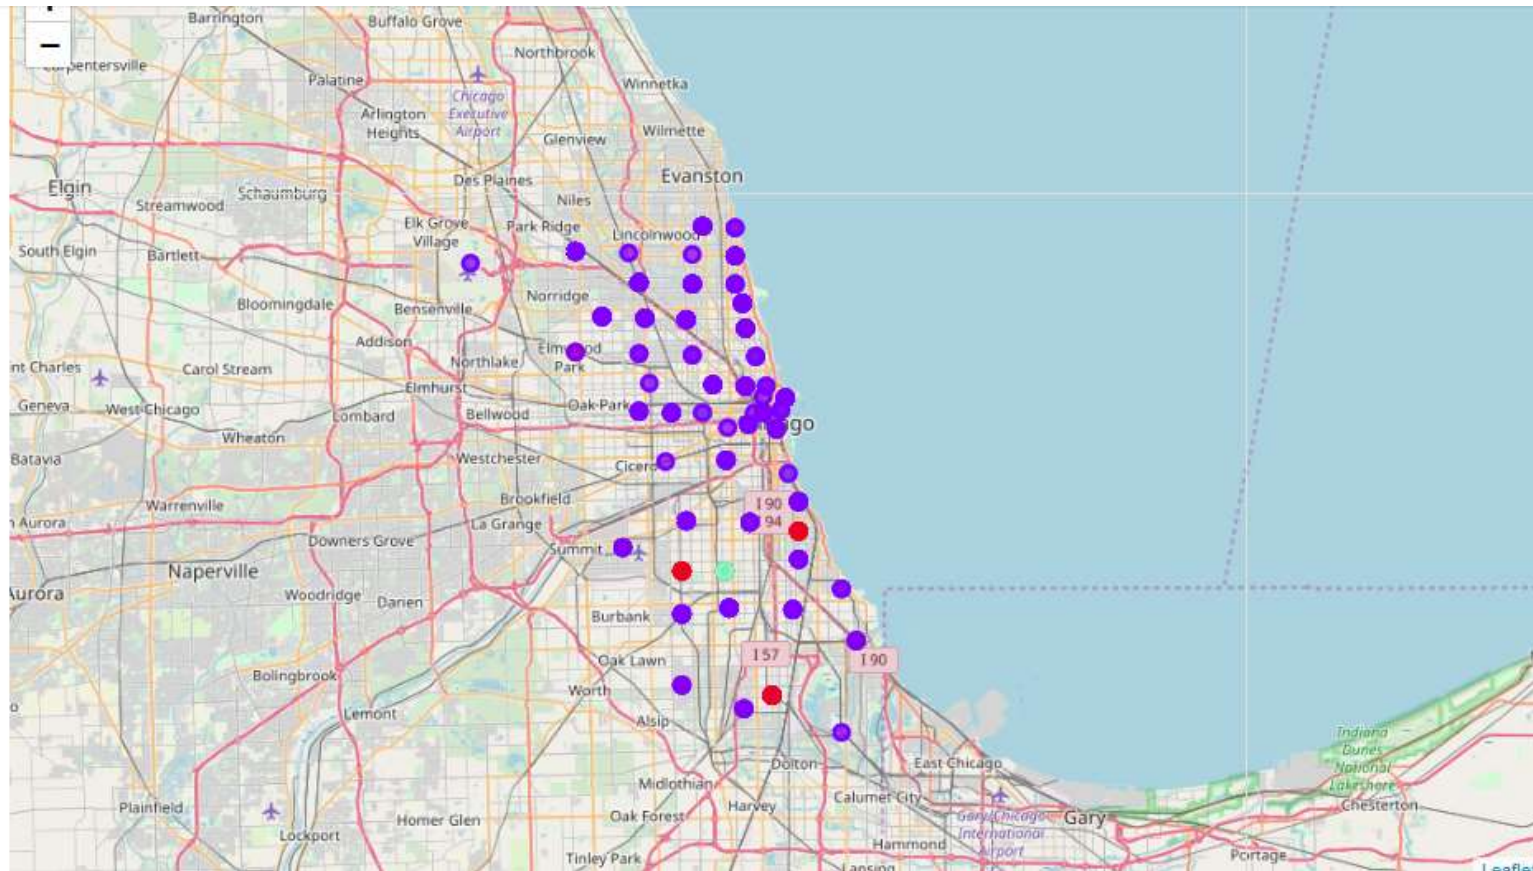 −
Barrington
Buffalo Grove
Northbrook
Palatine
Winnetka
Chicago
Executive
Airport
Arlington
Heights
Wilmette
Glenview
Evanston
Des Plaines
Elgin
Schaumburg
Niles
Streamwood
Elk Grove
Village
Park Ridge
Lincolnwood
South Elgin
Bartlett
Norridge
Bloomingdale
Bensenville
Addison
Northlake
Park
nt Charles
Carol Stream
Elmhurst
Geneva
West Chicago
Lombard
Bellwood
Oak Park
Wheaton
Batavia
Westchester
Cicero
Brookfield
Warrenville
I 90
94
Aurora
La Grange
Downers Grove
Summit
Naperville
Aurora
Woodridge
Darien
Burbank
Oak Lawn
I 57
I 90
Bolingbrook
Worth
Lemont
Alsip
Indiana
Dunes
National
Lakeshore
Dolton
East Chicago
Midlothian
Calumet City
Plainfield
Harvey
Chesterton
Homer Glen
Oak Forest
Gary
Gary/Chicago
International
Airport
Lockport
Hammond
Tinley Park
Portage
Lansing
Leafle